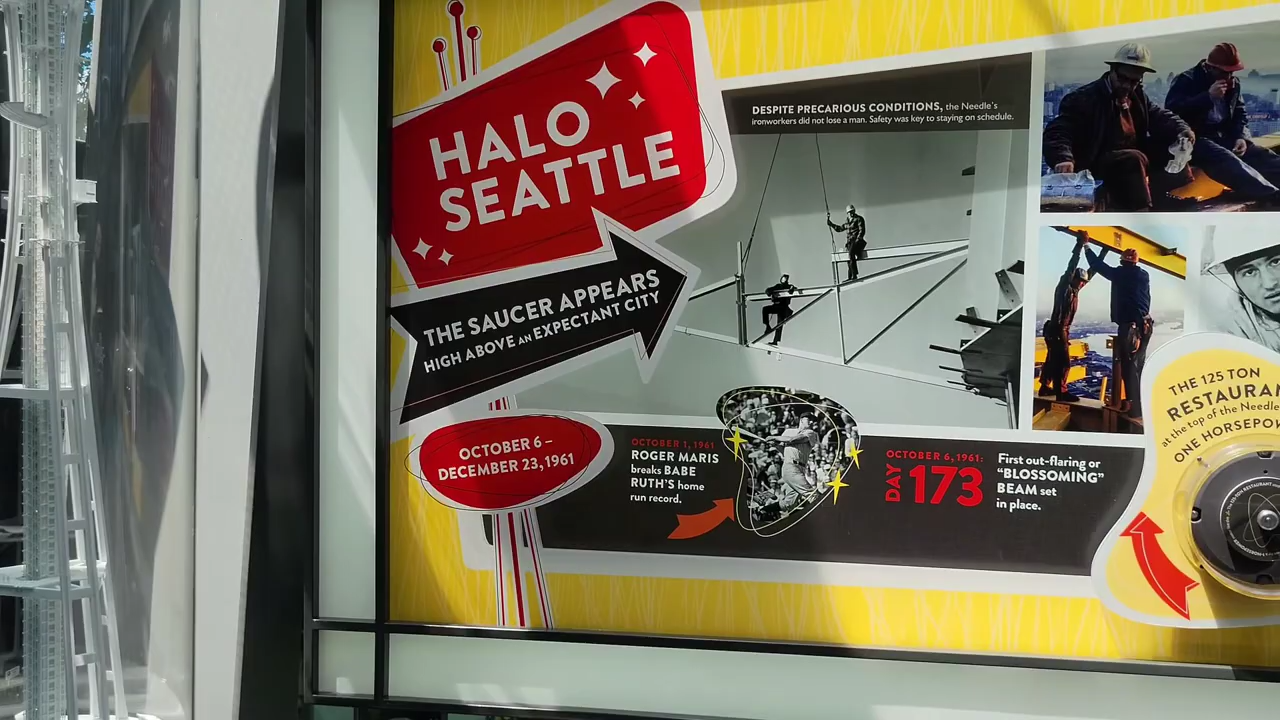 HALO
SEATTLE
THE SAUCER APPEARS
HIGH ABOVE AN EXPECTANT CITY
OCTOBER 6 –
DECEMBER 23, 1961
DESPITE PRECARIOUS CONDITIONS, the Needle's
ironworkers did not lose a man. Safety was key to staying on schedule.
OCTOBER 1, 1961
ROGER MARIS
breaks BABE
RUTH'S home
run record.
OCTOBER 6, 1961:
DAY 173
First out-flaring or
"BLOSSOMING"
BEAM set
in place.
THE 125 TON
RESTAURAN
at the top of the Needle
ONE HORSEPOW